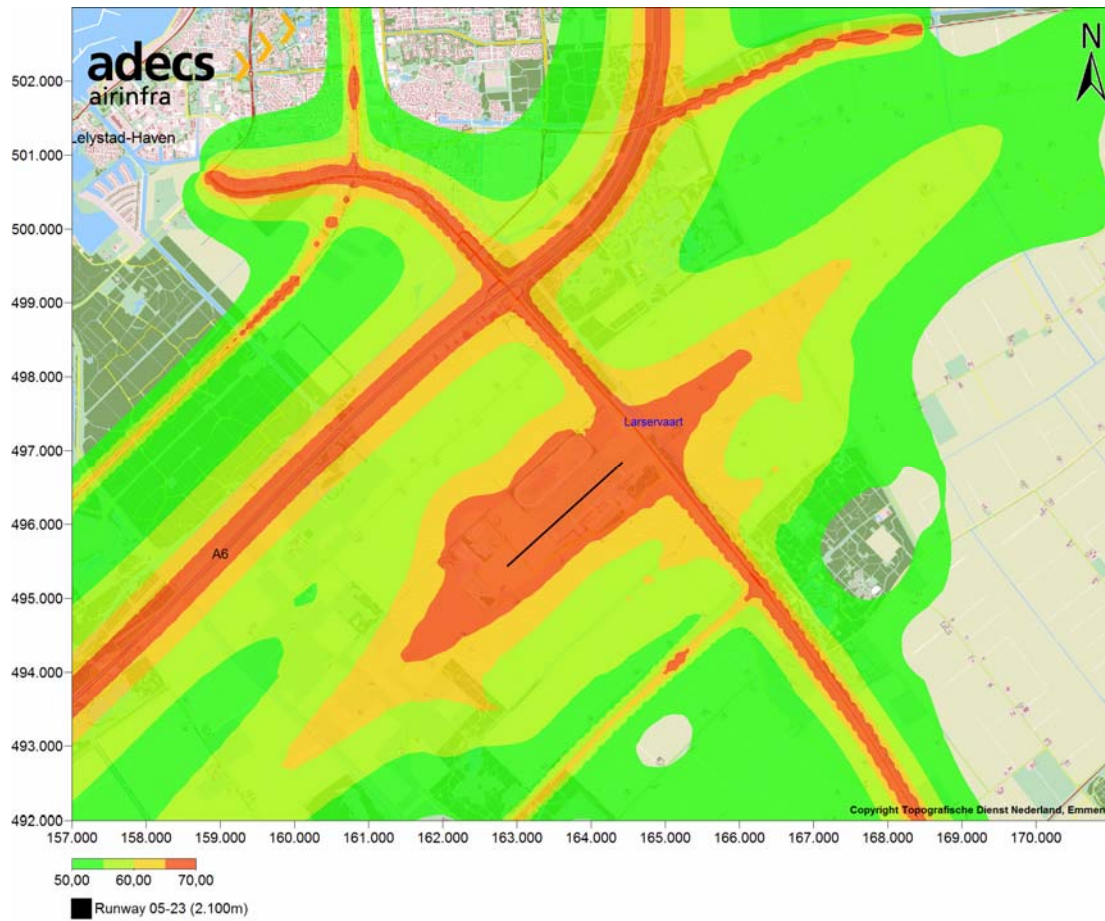 adecs
airinfra
N
Lelystad-Haven
Larservaart
A6
Copyright Topografische Dienst Nederland, Emmen
502.000
501.000
500.000
499.000
498.000
497.000
496.000
495.000
494.000
493.000
492.000
157.000 158.000 159.000 160.000 161.000 162.000 163.000 164.000 165.000 166.000 167.000 168.000 169.000 170.000
50,00 60,00 70,00
Runway 05-23 (2.100m)